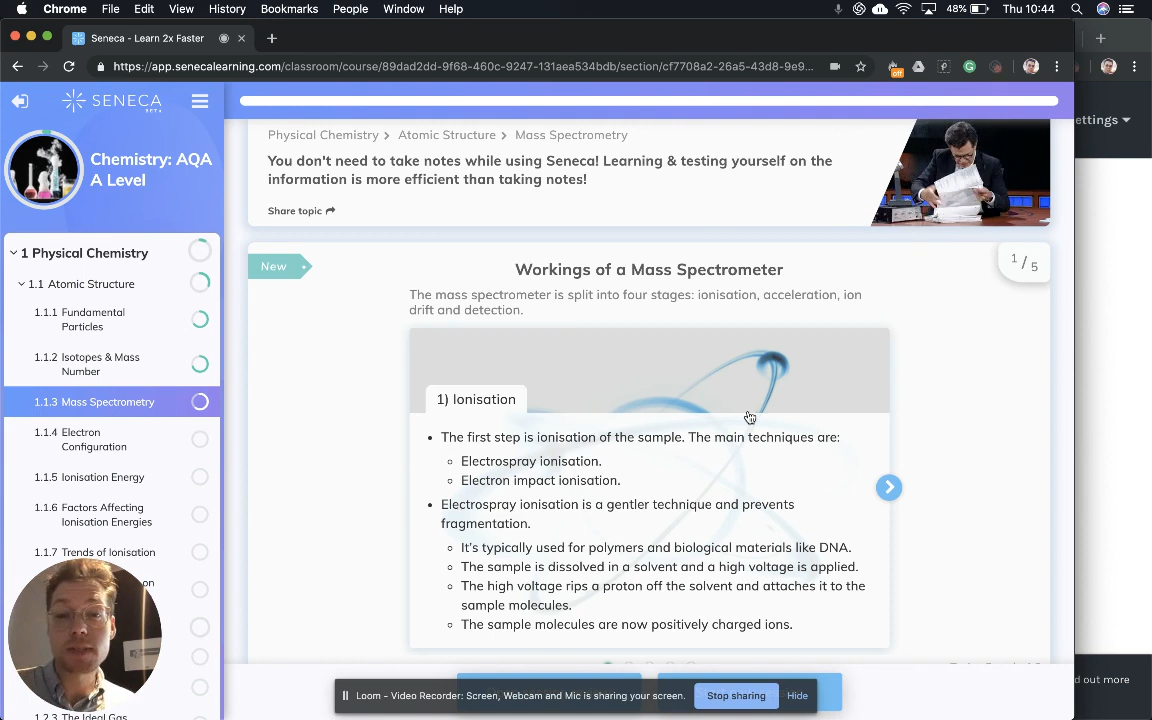 Chrome File Edit View History Bookmarks People Window Help 48% Thu 10:44
Seneca - Learn 2x Faster
https://app.senecalearning.com/classroom/course/89dad2dd-9f68-460c-9247-131aea534bdb/section/cf7708a2-26a5-43d8-9e9...
off
ettings
SENECA
BETA
Chemistry: AQA
A Level
1 Physical Chemistry
1.1 Atomic Structure
1.1.1 Fundamental
Particles
1.1.2 Isotopes & Mass
Number
1.1.3 Mass Spectrometry
1.1.4 Electron
Configuration
1.1.5 Ionisation Energy
1.1.6 Factors Affecting
Ionisation Energies
1.1.7 Trends of Ionisation
on
1.2.3 The Ideal Gas
Physical Chemistry > Atomic Structure > Mass Spectrometry
You don't need to take notes while using Seneca! Learning & testing yourself on the
information is more efficient than taking notes!
Share topic
New
1 / 5
Workings of a Mass Spectrometer
The mass spectrometer is split into four stages: ionisation, acceleration, ion
drift and detection.
1) Ionisation
• The first step is ionisation of the sample. The main techniques are:
◦ Electrospray ionisation.
◦ Electron impact ionisation.
• Electrospray ionisation is a gentler technique and prevents
fragmentation.
◦ It's typically used for polymers and biological materials like DNA.
◦ The sample is dissolved in a solvent and a high voltage is applied.
◦ The high voltage rips a proton off the solvent and attaches it to the
sample molecules.
◦ The sample molecules are now positively charged ions.
Loom - Video Recorder: Screen, Webcam and Mic is sharing your screen. Stop sharing Hide
d out more